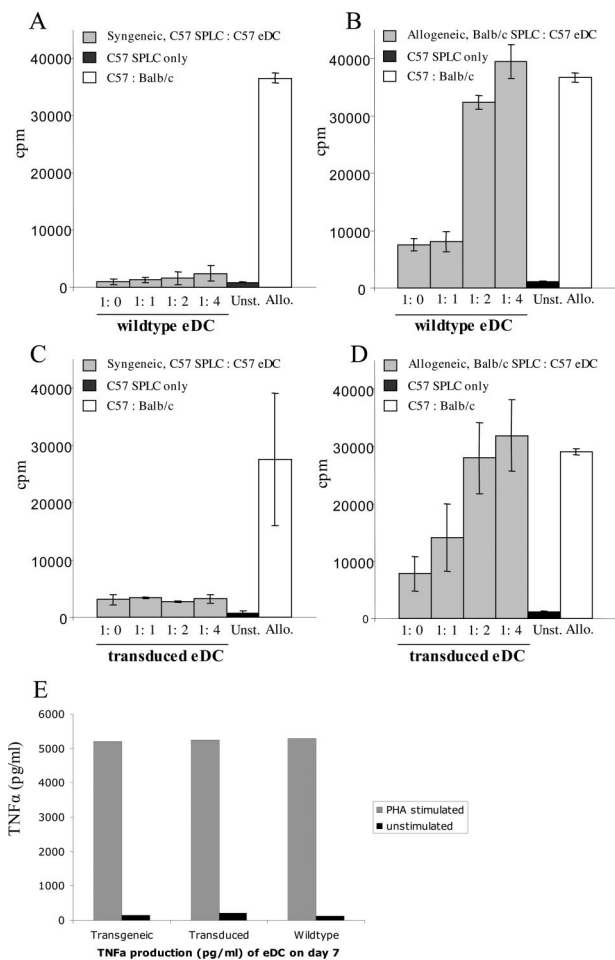 A
Syngeneic, C57 SPLC : C57 eDC
C57 SPLC only
C57 : Balb/c
40000
30000
20000
10000
0
cpm
1: 0 1: 1 1: 2 1: 4 Unst. Allo.
wildtype eDC
B
Allogeneic, Balb/c SPLC : C57 eDC
C57 SPLC only
C57 : Balb/c
40000
30000
20000
10000
0
cpm
1: 0 1: 1 1: 2 1: 4 Unst. Allo.
wildtype eDC
C
Syngeneic, C57 SPLC : C57 eDC
C57 SPLC only
C57 : Balb/c
40000
30000
20000
10000
0
cpm
1: 0 1: 1 1: 2 1: 4 Unst. Allo.
transduced eDC
D
Allogeneic, Balb/c SPLC : C57 eDC
C57 SPLC only
C57 : Balb/c
40000
30000
20000
10000
0
cpm
1: 0 1: 1 1: 2 1: 4 Unst. Allo.
transduced eDC
E
6000
5000
4000
3000
2000
1000
0
TNFα (pg/ml)
PHA stimulated
unstimulated
Transgeneic Transduced Wildtype
TNFa production (pg/ml) of eDC on day 7